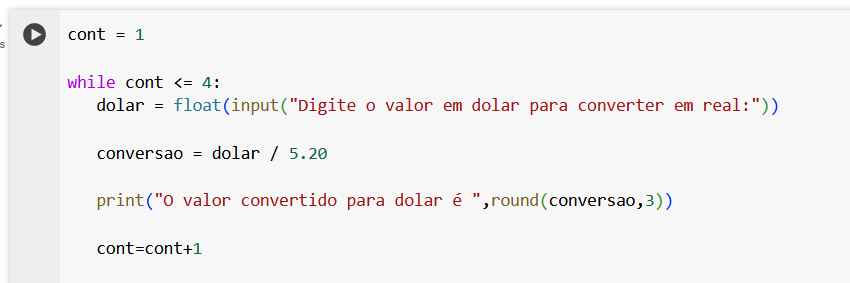 cont = 1
while cont <= 4:
dolar = float(input("Digite o valor em dolar para converter em real:"))
conversao = dolar / 5.20
print("O valor convertido para dolar é ",round(conversao,3))
cont=cont+1